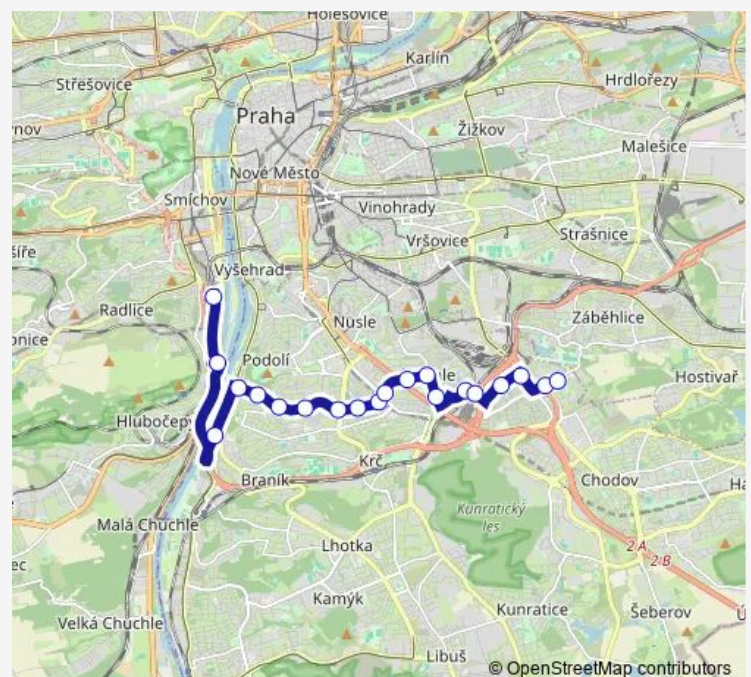 Holešovice
Karlín
Střešovice
Hrdlořezy
Praha
Žižkov
Malešice
Nové Město
Smíchov
Vinohrady
Strašnice
Vršovice
Vyšehrad
Radlice
Nusle
Záběhlice
Podolí
Hostivař
Hlubočepy
Krč
Braník
Chodov
Kunratický
les
Malá Chuchle
Lhotka
2 A
2 B
Kamýk
Kunratice
Šeberov
Velká Chuchle
Libuš
© OpenStreetMap contributors